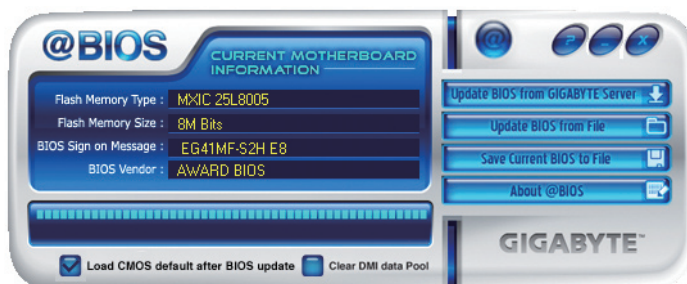 @BIOS
CURRENT MOTHERBOARD
INFORMATION
Flash Memory Type : MXIC 25L8005
Flash Memory Size : 8M Bits
BIOS Sign on Message : EG41MF-S2H E8
BIOS Vendor : AWARD BIOS
Load CMOS default after BIOS update
Clear DMI data Pool
@
? - X
Update BIOS from GIGABYTE Server
Update BIOS from File
Save Current BIOS to File
About @BIOS
GIGABYTE™